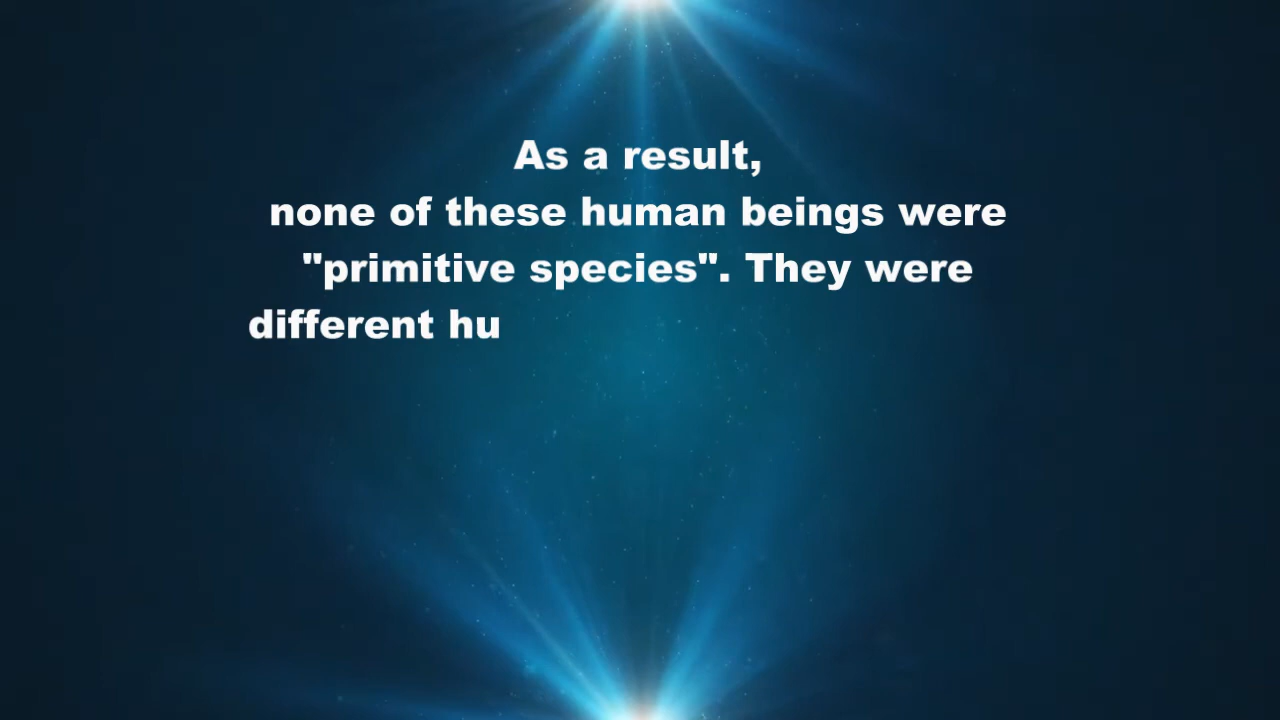 As a result,
none of these human beings were
"primitive species". They were
different hu